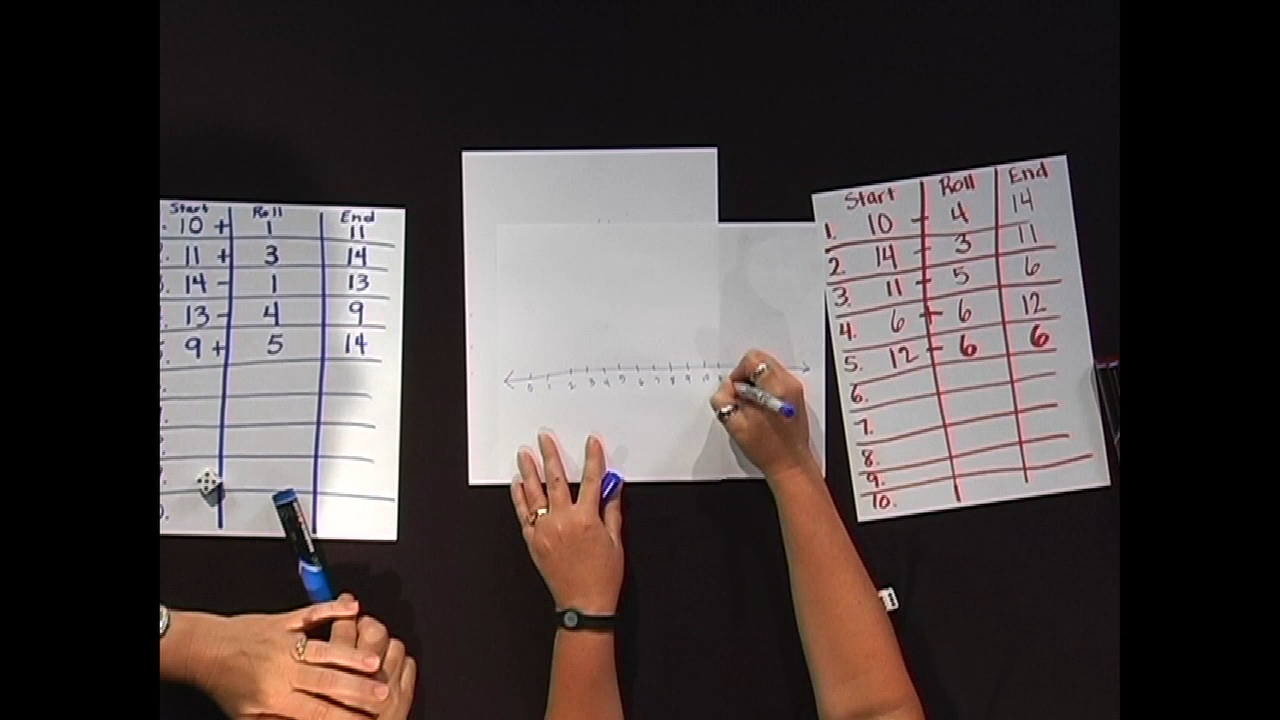 Start Roll End
10 + 1 11
11 + 3 14
14 - 1 13
13 - 4 9
9 + 5 14
0 1 2 3 4 5 6 7 8 9 10
Start Roll End
1. 10 - 4 14
2. 14 - 3 11
3. 11 - 5 6
4. 6 + 6 12
5. 12 - 6 6
6.
7.
8.
9.
10.